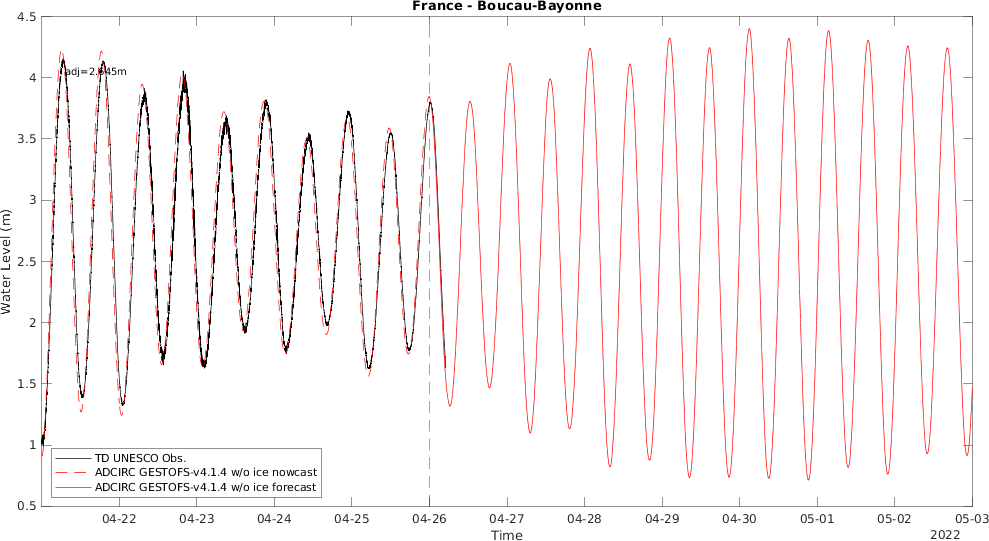 France - Boucau-Bayonne
4.5
4
3.5
3
2.5
2
1.5
1
0.5
Water Level (m)
TD UNESCO Obs.
ADCIRC GESTOFS-v4.1.4 w/o ice nowcast
ADCIRC GESTOFS-v4.1.4 w/o ice forecast
04-22 04-23 04-24 04-25 04-26 04-27 04-28 04-29 04-30 05-01 05-02 05-03
Time
2022